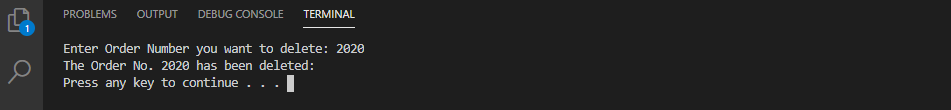 PROBLEMS OUTPUT DEBUG CONSOLE TERMINAL
1
Enter Order Number you want to delete: 2020
The Order No. 2020 has been deleted:
Press any key to continue . . .